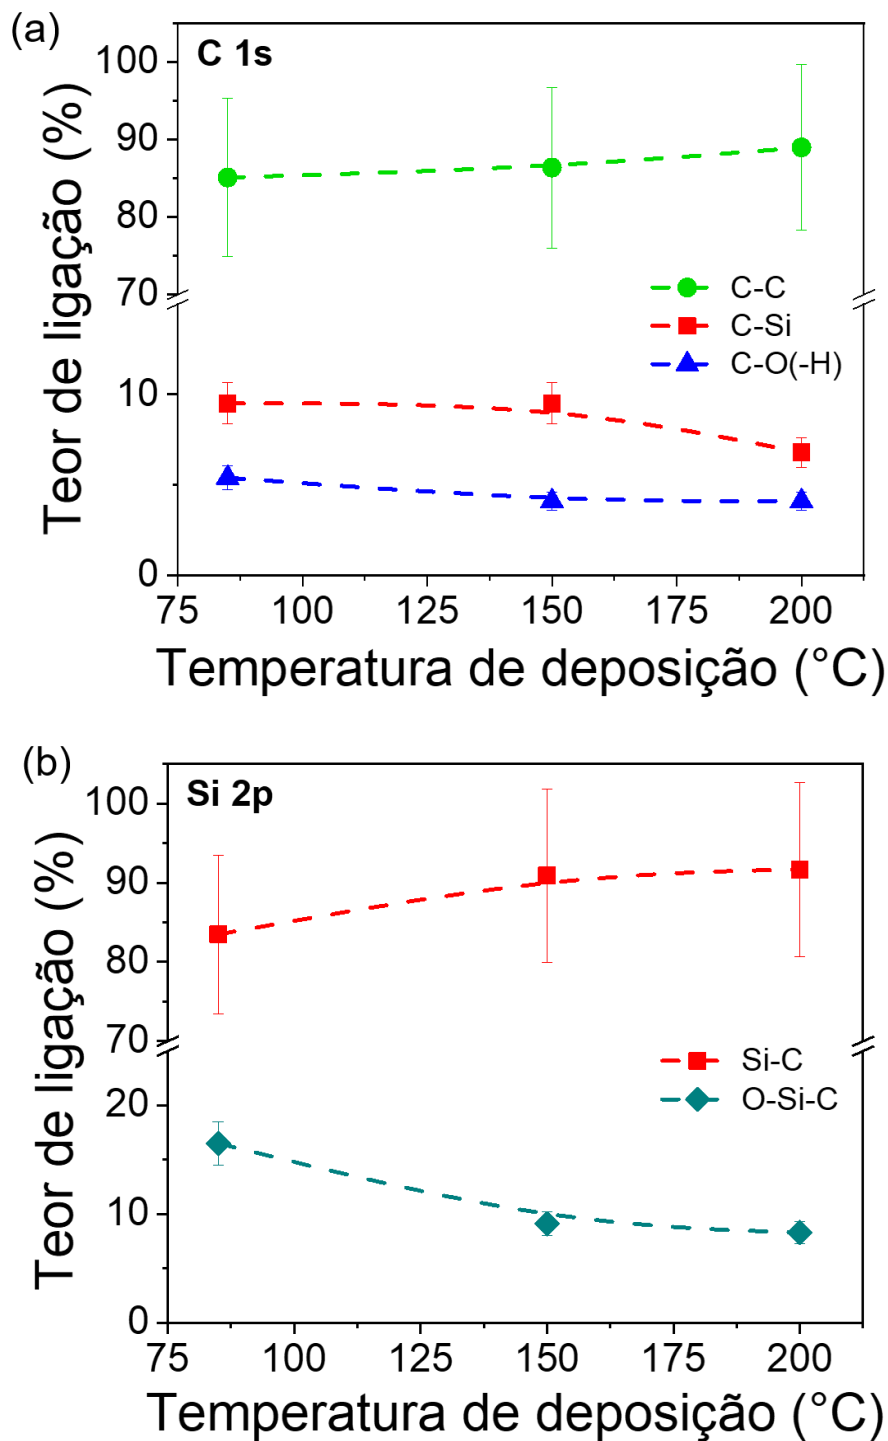 (a)
C 1s
Teor de ligação (%)
100
90
80
70
10
0
C-C
C-Si
C-O(-H)
75 100 125 150 175 200
Temperatura de deposição (°C)
(b)
Si 2p
Teor de ligação (%)
100
90
80
70
20
10
0
Si-C
O-Si-C
75 100 125 150 175 200
Temperatura de deposição (°C)